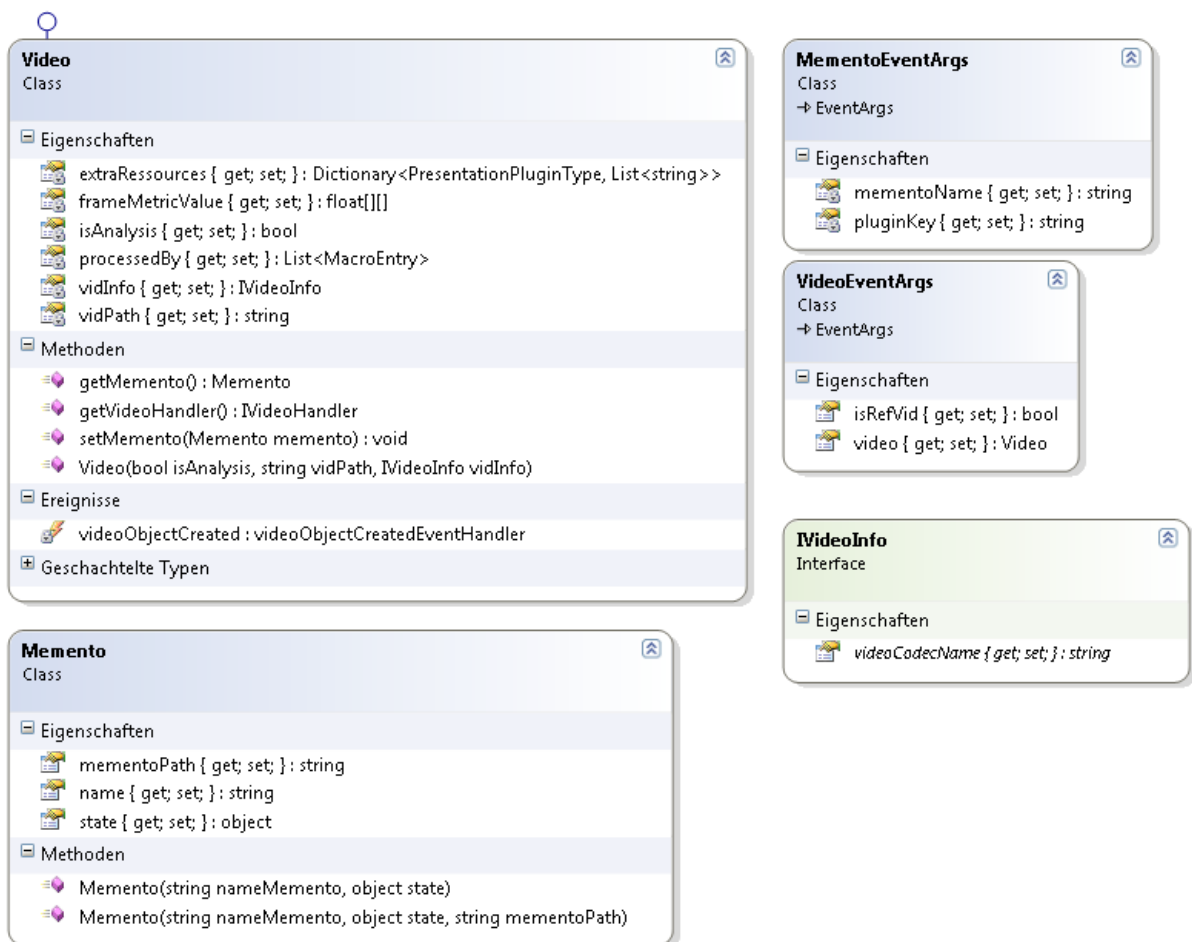 Video
Class
Eigenschaften
extraRessources { get; set; } : Dictionary<PresentationPluginType, List<string>>
frameMetricValue { get; set; } : float[][]
isAnalysis { get; set; } : bool
processedBy { get; set; } : List<MacroEntry>
vidInfo { get; set; } : IVideoInfo
vidPath { get; set; } : string
Methoden
getMemento() : Memento
getVideoHandler() : IVideoHandler
setMemento(Memento memento) : void
Video(bool isAnalysis, string vidPath, IVideoInfo vidInfo)
Ereignisse
videoObjectCreated : videoObjectCreatedEventHandler
Geschachtelte Typen
Memento
Class
Eigenschaften
mementoPath { get; set; } : string
name { get; set; } : string
state { get; set; } : object
Methoden
Memento(string nameMemento, object state)
Memento(string nameMemento, object state, string mementoPath)
MementoEventArgs
Class
EventArgs
Eigenschaften
mementoName { get; set; } : string
pluginKey { get; set; } : string
VideoEventArgs
Class
EventArgs
Eigenschaften
isRefVid { get; set; } : bool
video { get; set; } : Video
IVideoInfo
Interface
Eigenschaften
videoCodecName { get; set; } : string